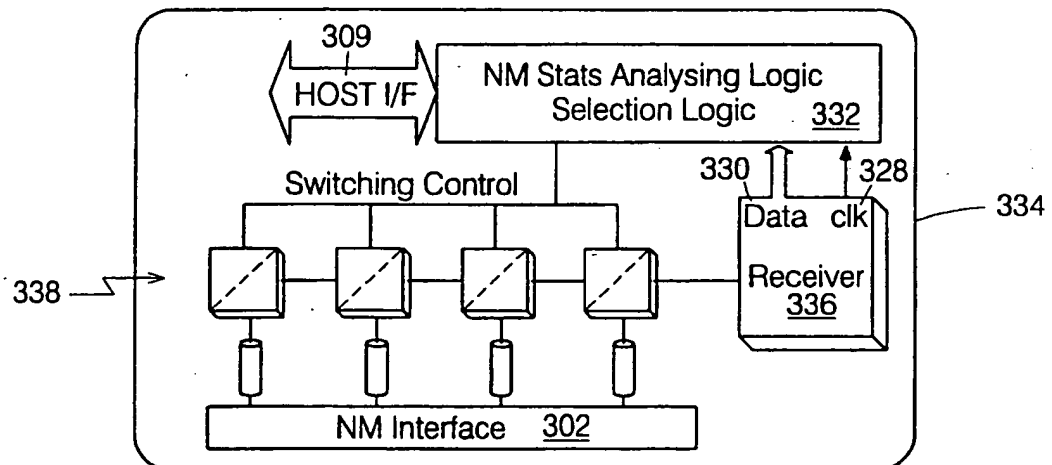 309
HOST I/F
NM Stats Analysing Logic
Selection Logic
332
330
328
Switching Control
Data clk
334
Receiver
336
338
NM Interface 302